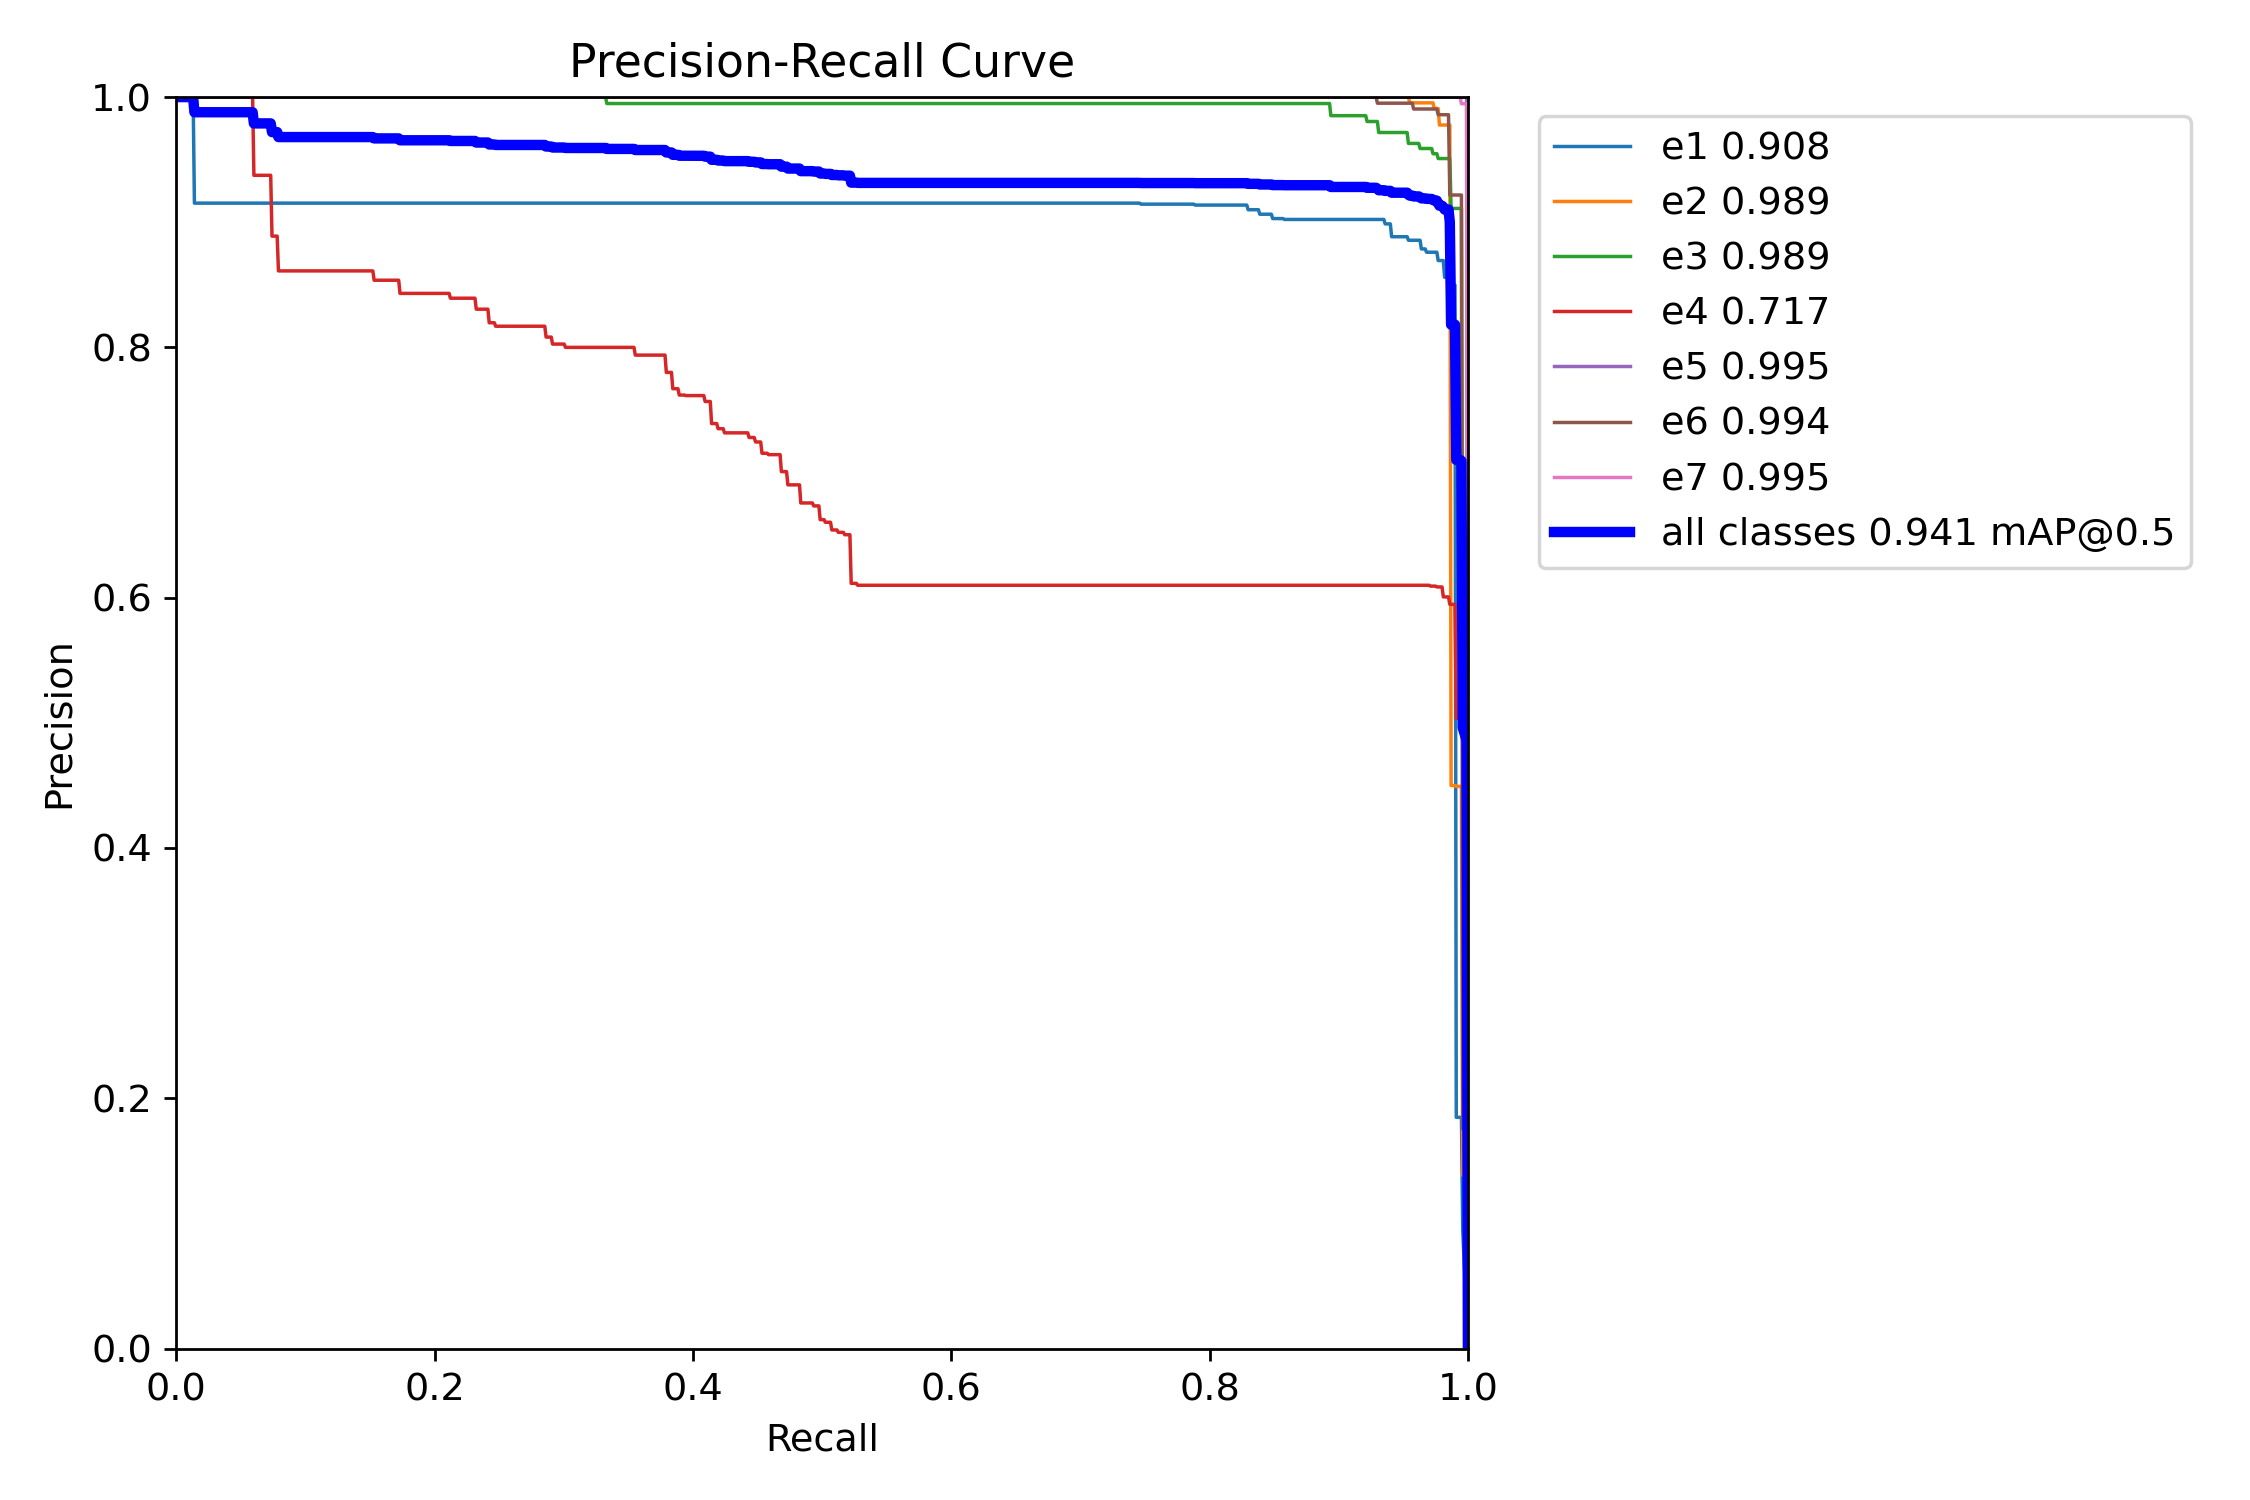 Precision-Recall Curve
1.0
0.8
0.6
0.4
0.2
0.0
Precision
0.0 0.2 0.4 0.6 0.8 1.0
Recall
e1 0.908
e2 0.989
e3 0.989
e4 0.717
e5 0.995
e6 0.994
e7 0.995
all classes 0.941 mAP@0.5